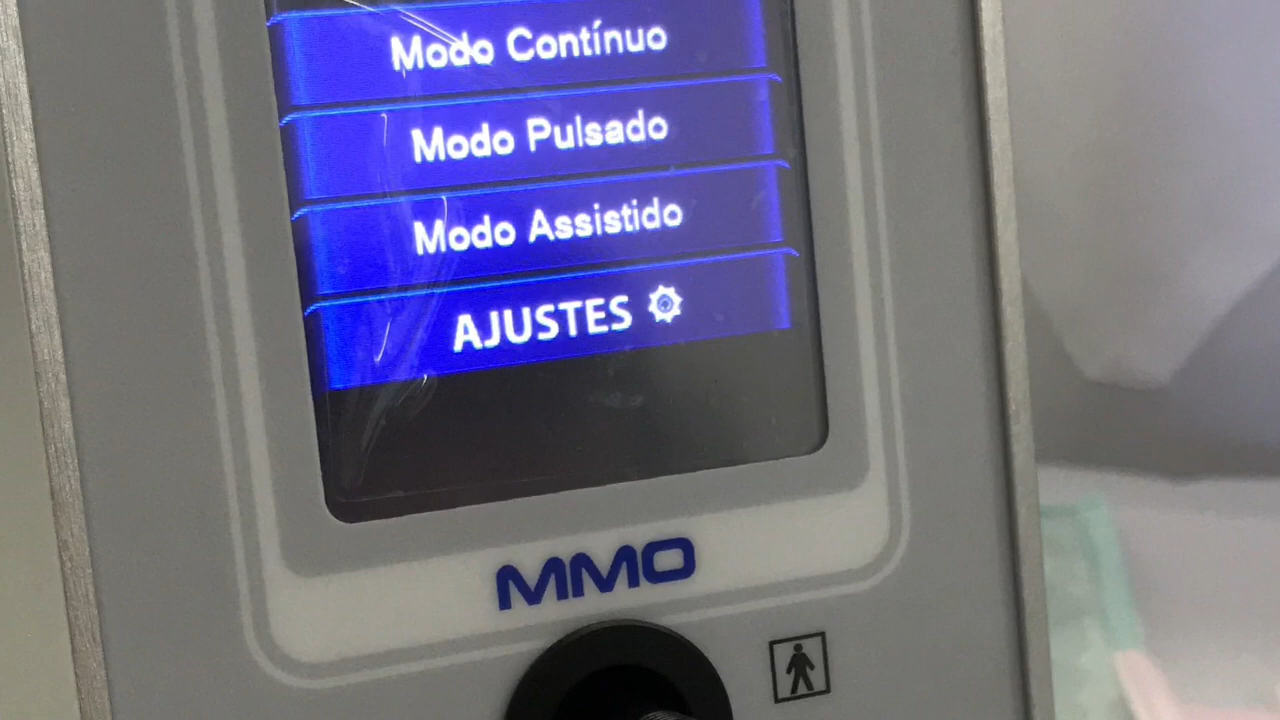 Modo Contínuo
Modo Pulsado
Modo Assistido
AJUSTES
MMO